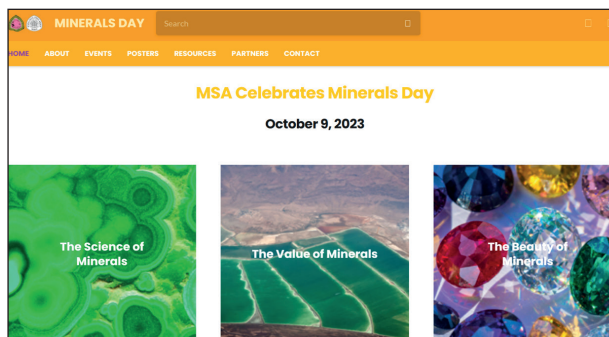 MINERALS DAY
Search
HOME ABOUT EVENTS POSTERS RESOURCES PARTNERS CONTACT
MSA Celebrates Minerals Day
October 9, 2023
The Science of
Minerals
The Value of Minerals
The Beauty of
Minerals